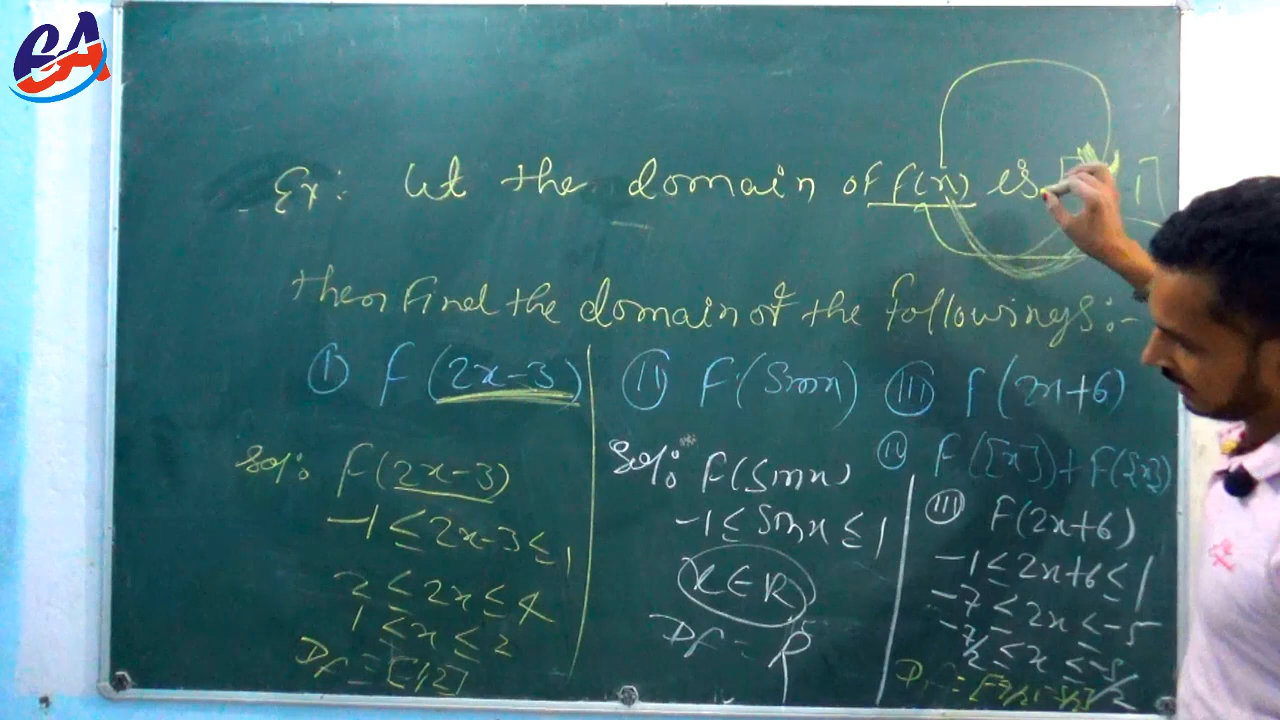 Ex: Let the domain of f(x) is [ 1]
then find the domain of the followings:-
(I) f(2x-3)
(II) f(sinx)
(III) f(2x+6)
f([x])+f({x})
Sol: f(2x-3)
-1 ≤ 2x-3 ≤ 1
2 ≤ 2x ≤ 4
1 ≤ x ≤ 2
Df = [1,2]
Sol: f(sinx)
-1 ≤ sinx ≤ 1
x ∈ R
Df = R
(III) f(2x+6)
-1 ≤ 2x+6 ≤ 1
-7 ≤ 2x ≤ -5
-7/2 ≤ x ≤ -5/2
= [-7/2, -5/2]